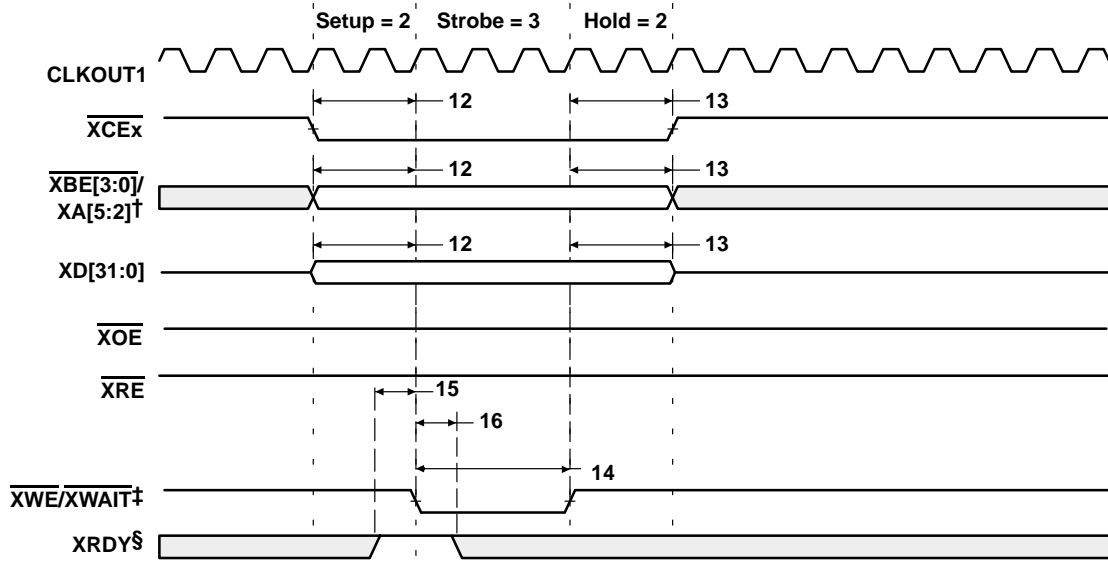 Setup = 2 Strobe = 3 Hold = 2
CLKOUT1
12 13
XCEx
12 13
XBE[3:0]/
XA[5:2]†
12 13
XD[31:0]
XOE
XRE
15
16
14
XWE/XWAIT‡
XRDY§